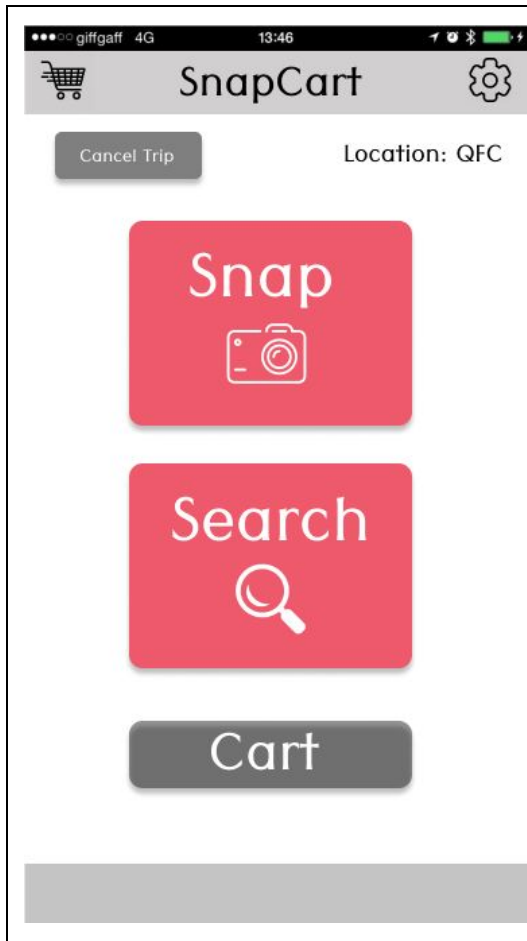 giffgaff 4G 13:46
SnapCart
Cancel Trip Location: QFC
Snap
Search
Cart